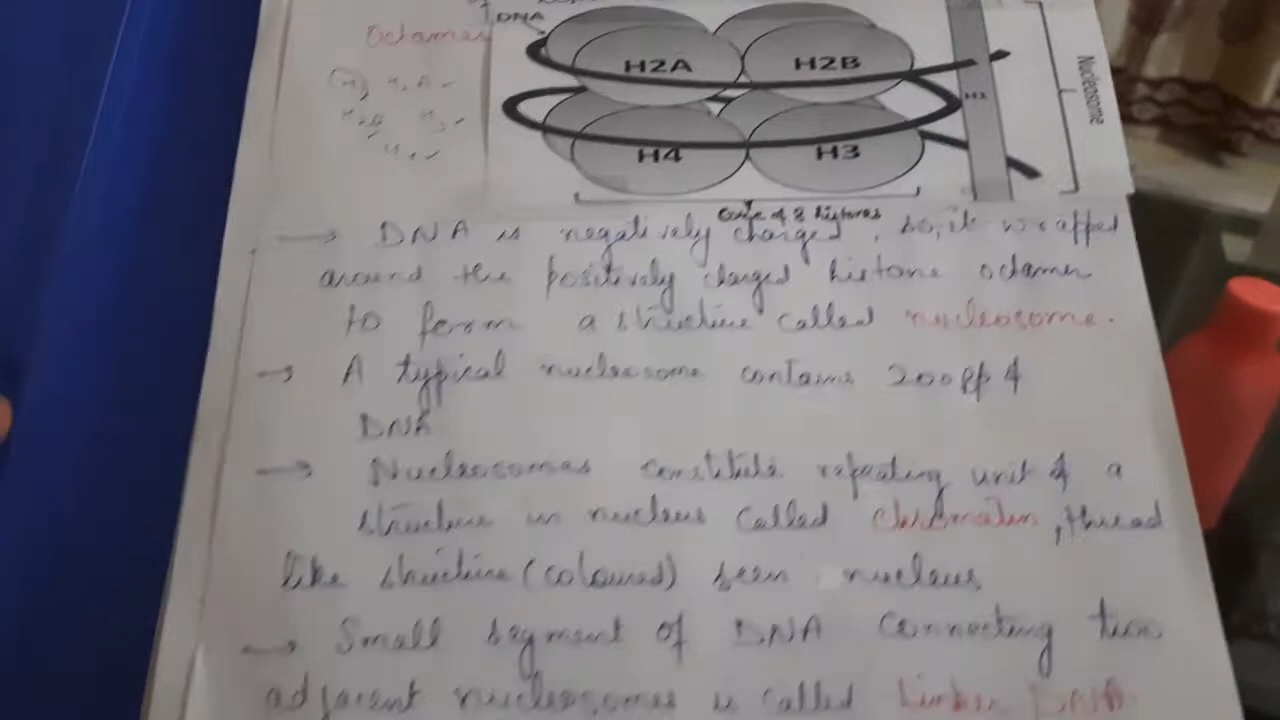 DNA
Octamer
H2A
H2B
H1
H4
H3
Nucleosome
Core of 8 histones
→ DNA is negatively charged, so, it wrapped
around the positively charged histone octamer
to form a structure called nucleosome.
→ A typical nucleosome contains 200bp of
DNA
→ Nucleosomes constitute repeating unit of a
structure in nucleus called chromatin, thread
like structure (coloured) seen nucleus
→ Small segment of DNA connecting two
adjacent nucleosomes is called Linker DNA